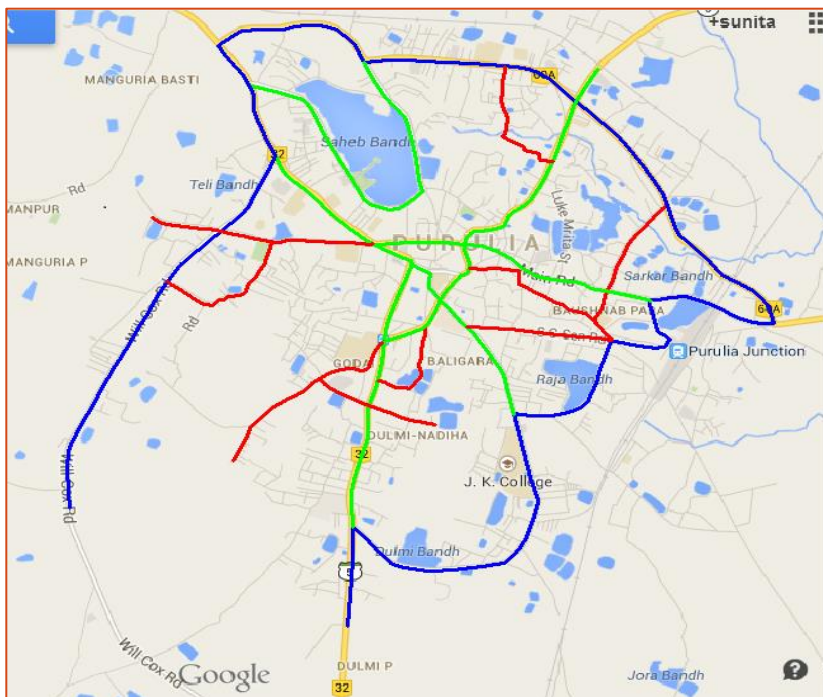 +sunita
60A
MANGURIA BASTI
Saheb Bandh
32
Teli Bandh
Rd
MANPUR
Luke Mrita St
PURULIA
MANGURIA P
Main Rd
Sarkar Bandh
Will Cox Rd
BAUSHNAB PARA
60A
Rd
S C Sen Rd
Purulia Junction
GODA
BALIGARA
Raja Bandh
DULMI-NADIHA
32
Will Cox Rd
J. K. College
Dulmi Bandh
5
Will Cox Rd
DULMI P
Google
32
Jora Bandh
?